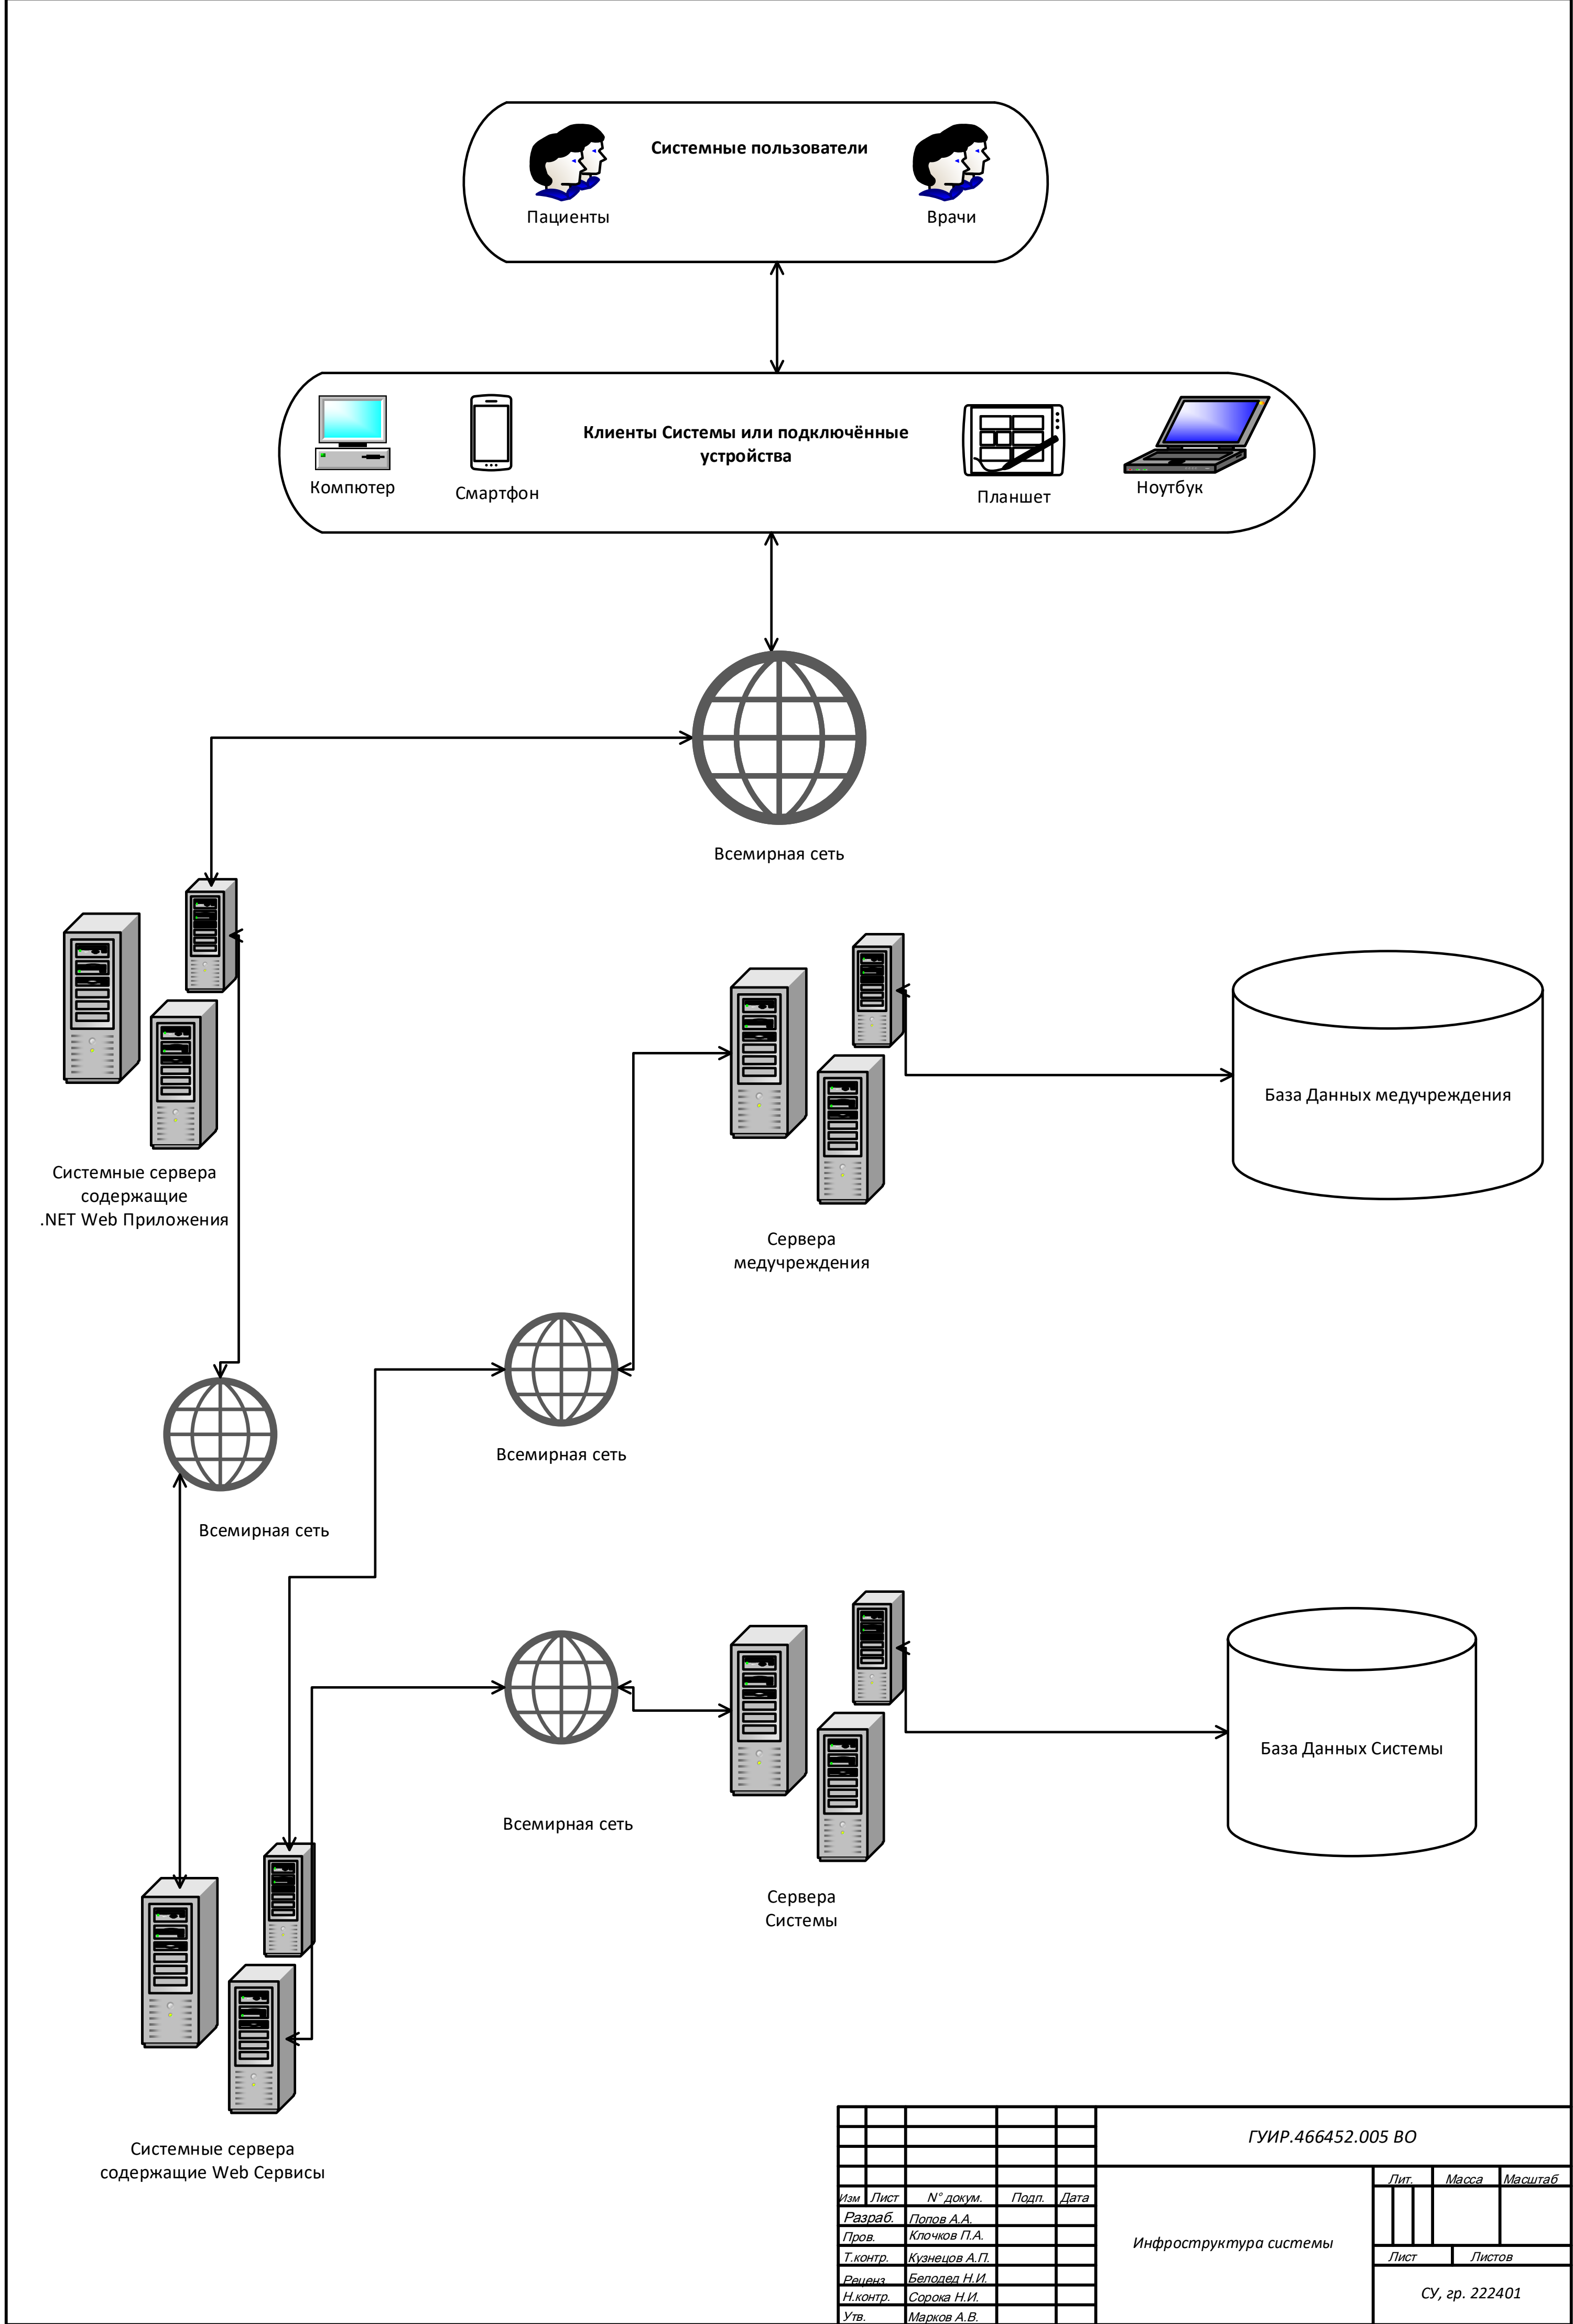 Системные пользователи
Пациенты
Врачи
Клиенты Системы или подключённые
устройства
Компютер
Смартфон
Планшет
Ноутбук
Всемирная сеть
База Данных медучреждения
Системные сервера
содержащие
.NET Web Приложения
Сервера
медучреждения
Всемирная сеть
Всемирная сеть
База Данных Системы
Всемирная сеть
Сервера
Системы
Системные сервера
содержащие Web Сервисы
ГУИР.466452.005 ВО
Лит. Масса Масштаб
Изм Лист N° докум. Подп. Дата
Разраб. Попов А.А.
Пров. Клочков П.А.
Инфроструктура системы
Т.контр. Кузнецов А.П.
Лист Листов
Реценз Белодед Н.И.
Н.контр. Сорока Н.И.
СУ, гр. 222401
Утв. Марков А.В.